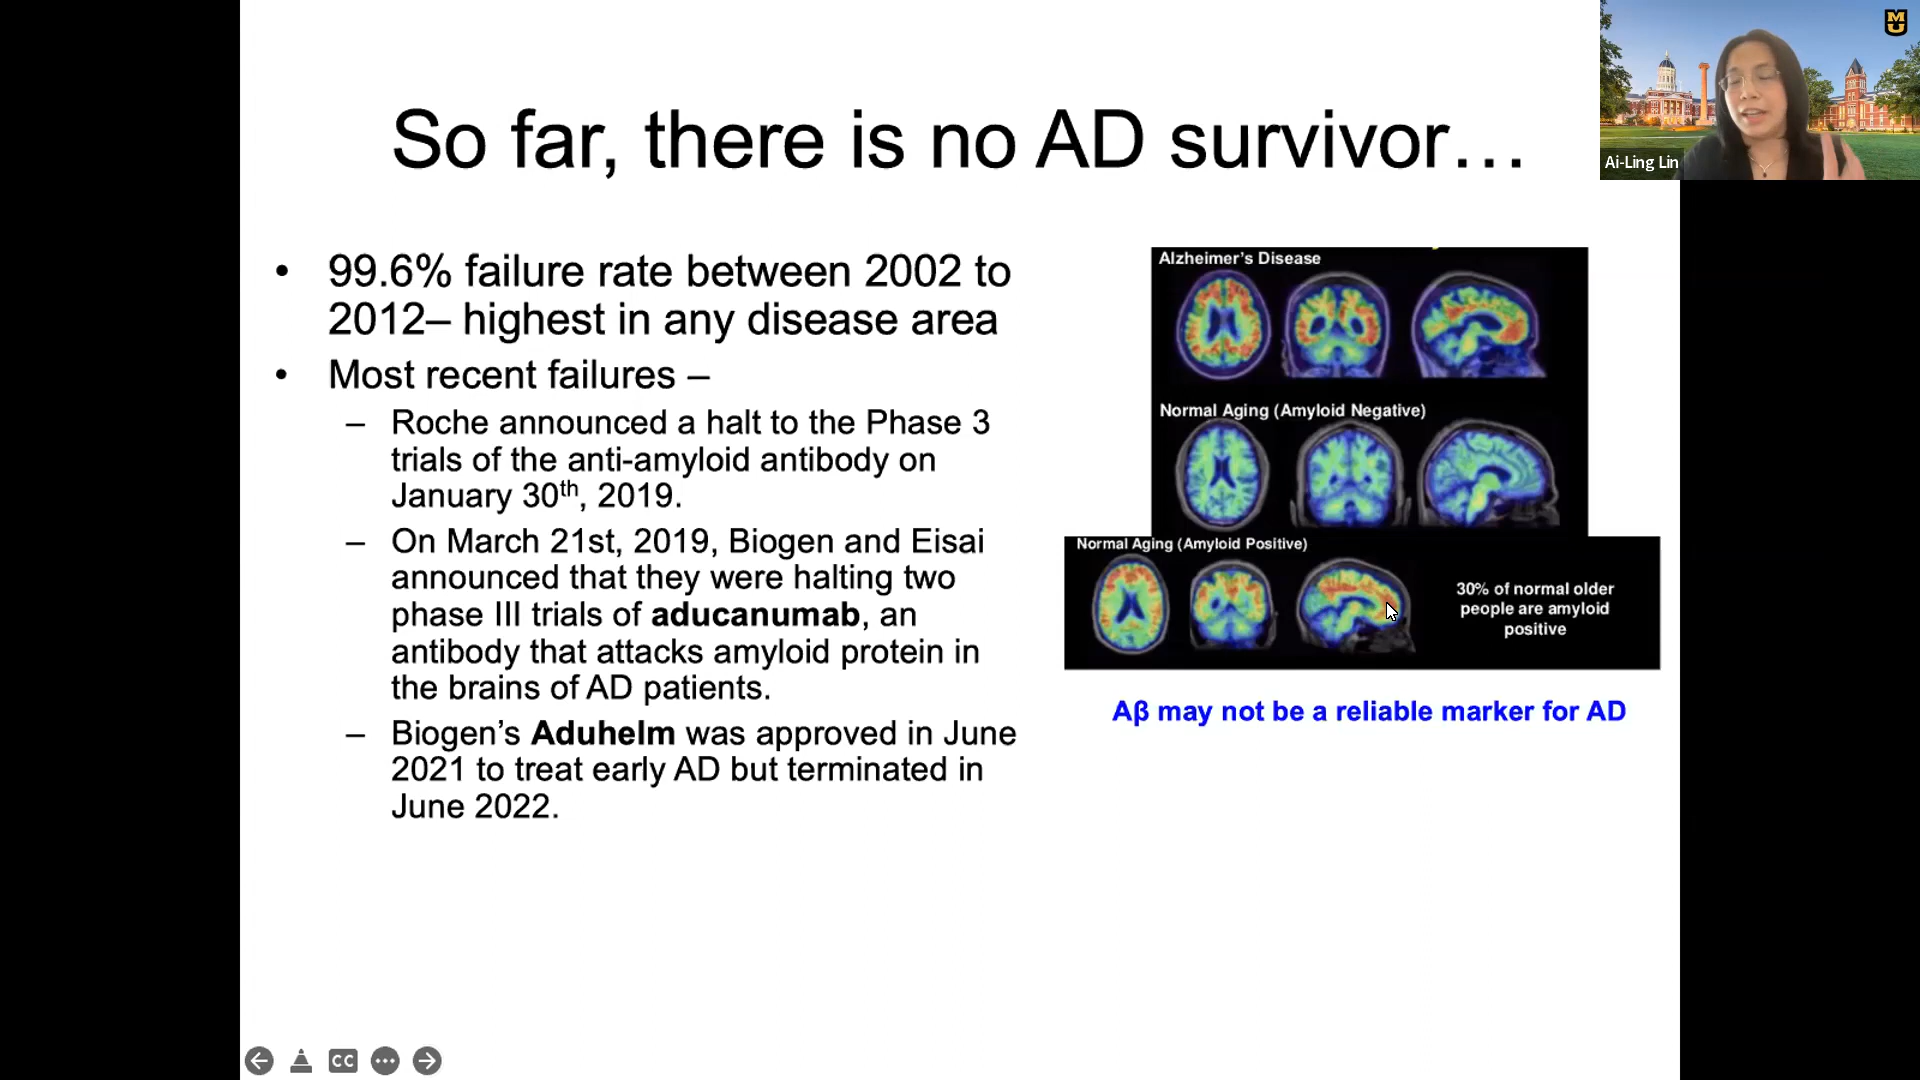 MU
Ai-Ling Lin
So far, there is no AD survivor…
• 99.6% failure rate between 2002 to
2012– highest in any disease area
• Most recent failures –
– Roche announced a halt to the Phase 3
trials of the anti-amyloid antibody on
January 30th, 2019.
– On March 21st, 2019, Biogen and Eisai
announced that they were halting two
phase III trials of aducanumab, an
antibody that attacks amyloid protein in
the brains of AD patients.
– Biogen’s Aduhelm was approved in June
2021 to treat early AD but terminated in
June 2022.
Alzheimer’s Disease
Normal Aging (Amyloid Negative)
Normal Aging (Amyloid Positive)
30% of normal older
people are amyloid
positive
Aβ may not be a reliable marker for AD
CC